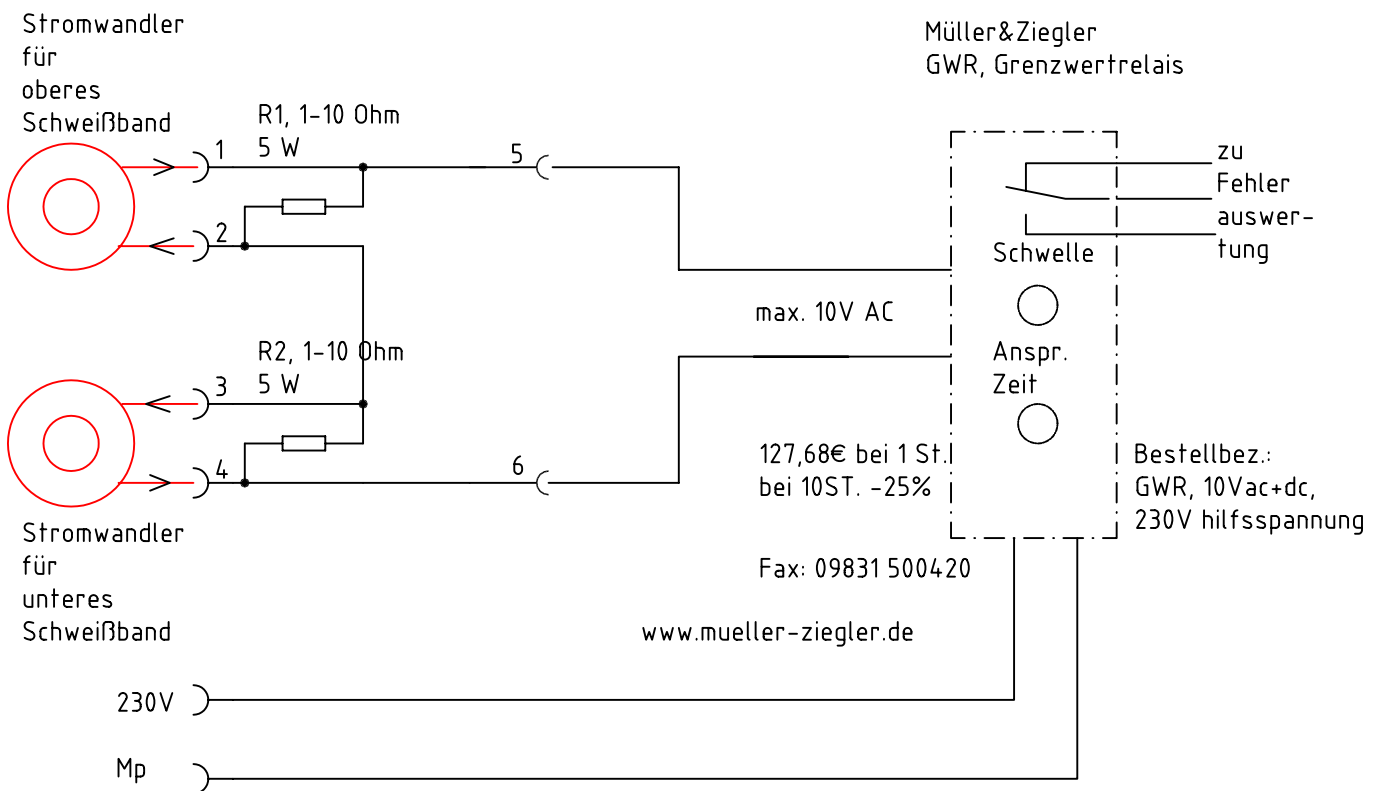 Stromwandler
für
oberes
Schweißband
R1, 1-10 Ohm
5 W
1
2
5
Müller&Ziegler
GWR, Grenzwertrelais
zu
Fehler
auswer-
tung
Schwelle
max. 10V AC
Anspr.
Zeit
R2, 1-10 Ohm
5 W
3
4
6
127,68€ bei 1 St.
bei 10ST. -25%
Bestellbez.:
GWR, 10Vac+dc,
230V hilfsspannung
Stromwandler
für
unteres
Schweißband
Fax: 09831 500420
www.mueller-ziegler.de
230V
Mp